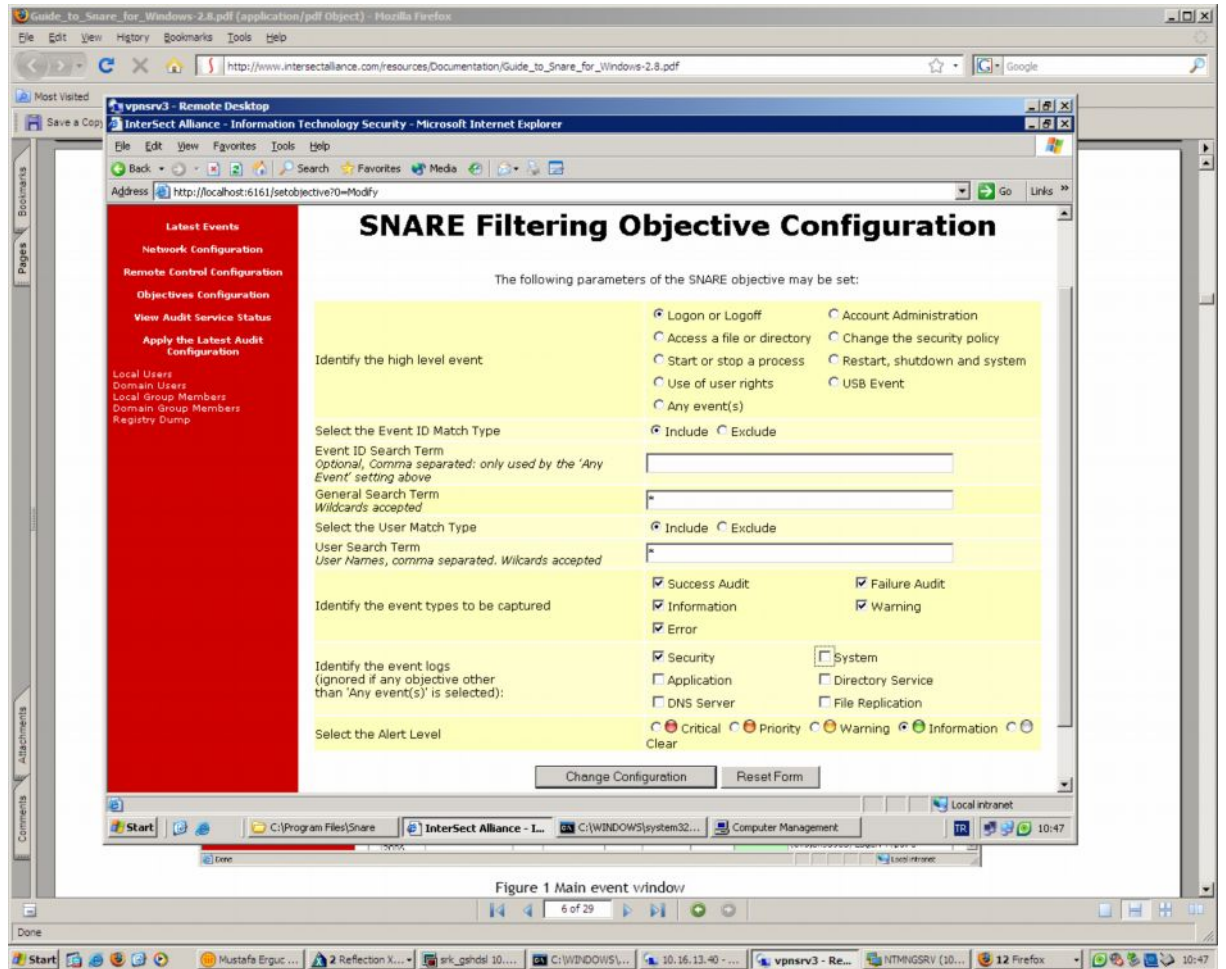 Guide_to_Snare_for_Windows-2.8.pdf (application/pdf Object) - Mozilla Firefox
File Edit View History Bookmarks Tools Help
http://www.intersectalliance.com/resources/Documentation/Guide_to_Snare_for_Windows-2.8.pdf
Google
Most Visited
Save a Copy
vpnsrv3 - Remote Desktop
InterSect Alliance - Information Technology Security - Microsoft Internet Explorer
File Edit View Favorites Tools Help
Back Search Favorites Media
Address http://localhost:6161/setobjective?0=Modify Go Links »
Bookmarks
Pages
Attachments
Comments
Latest Events
Network Configuration
Remote Control Configuration
Objectives Configuration
View Audit Service Status
Apply the Latest Audit
Configuration
Local Users
Domain Users
Local Group Members
Domain Group Members
Registry Dump
SNARE Filtering Objective Configuration
The following parameters of the SNARE objective may be set:
Identify the high level event
Logon or Logoff Account Administration
Access a file or directory Change the security policy
Start or stop a process Restart, shutdown and system
Use of user rights USB Event
Any event(s)
Select the Event ID Match Type Include Exclude
Event ID Search Term
Optional, Comma separated: only used by the 'Any
Event' setting above
General Search Term
Wildcards accepted
*
Select the User Match Type Include Exclude
User Search Term
User Names, comma separated. Wilcards accepted
*
Identify the event types to be captured
Success Audit Failure Audit
Information Warning
Error
Identify the event logs
(ignored if any objective other
than 'Any event(s)' is selected):
Security System
Application Directory Service
DNS Server File Replication
Select the Alert Level Critical Priority Warning Information
Clear
Change Configuration Reset Form
Local intranet
Start C:\Program Files\Snare InterSect Alliance - I... C:\WINDOWS\system32... Computer Management TR 10:47
Done Local intranet
Figure 1 Main event window
6 of 29
Done
Start Mustafa Erguc ... 2 Reflection X... srk_gshdsl 10.... C:\WINDOWS\... 10.16.13.40 - ... vpnsrv3 - Re... NTMNGSRV (10... 12 Firefox 10:47